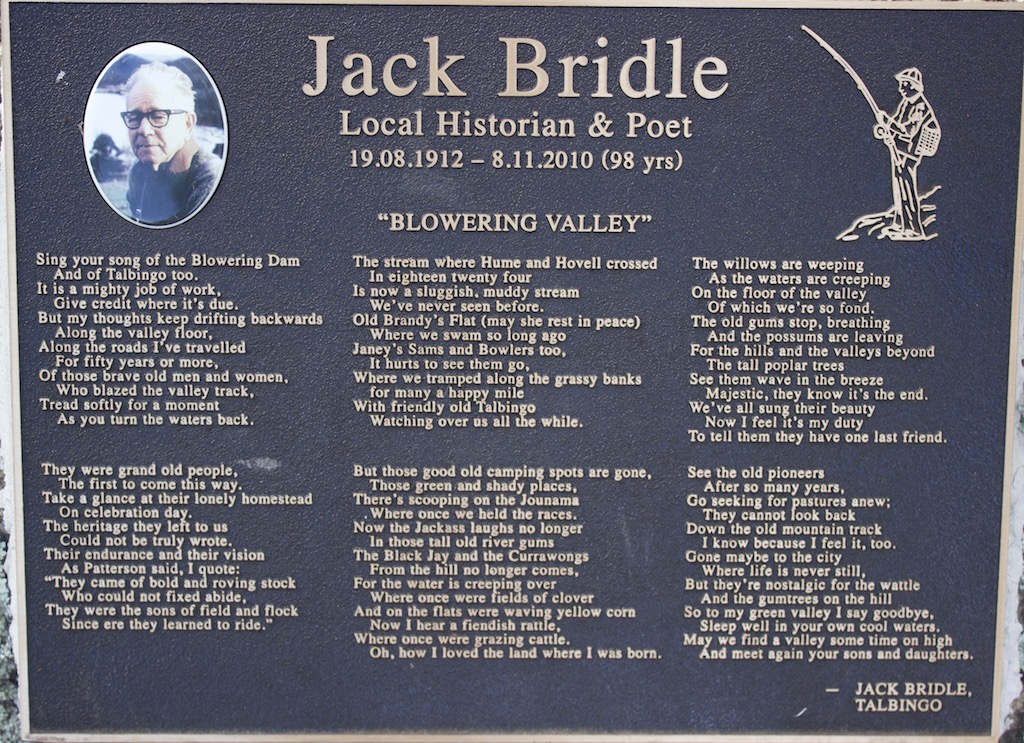 Jack Bridle
Local Historian & Poet
19.08.1912 – 8.11.2010 (98 yrs)
“BLOWERING VALLEY”
Sing your song of the Blowering Dam
And of Talbingo too.
It is a mighty job of work,
Give credit where it’s due.
But my thoughts keep drifting backwards
Along the valley floor,
Along the roads I’ve travelled
For fifty years or more,
Of those brave old men and women,
Who blazed the valley track,
Tread softly for a moment
As you turn the waters back.
They were grand old people,
The first to come this way.
Take a glance at their lonely homestead
On celebration day.
The heritage they left to us
Could not be truly wrote.
Their endurance and their vision
As Patterson said, I quote:
“They came of bold and roving stock
Who could not fixed abide,
They were the sons of field and flock
Since ere they learned to ride.”
The stream where Hume and Hovell crossed
In eighteen twenty four
Is now a sluggish, muddy stream
We’ve never seen before.
Old Brandy’s Flat (may she rest in peace)
Where we swam so long ago
Janey’s Sams and Bowlers too,
It hurts to see them go,
Where we tramped along the grassy banks
for many a happy mile
With friendly old Talbingo
Watching over us all the while.
But those good old camping spots are gone,
Those green and shady places,
There’s scooping on the Jounama
Where once we held the races.
Now the Jackass laughs no longer
In those tall old river gums
The Black Jay and the Currawongs
From the hill no longer comes,
For the water is creeping over
Where once were fields of clover
And on the flats were waving yellow corn
Now I hear a fiendish rattle,
Where once were grazing cattle.
Oh, how I loved the land where I was born.
The willows are weeping
As the waters are creeping
On the floor of the valley
Of which we’re so fond.
The old gums stop, breathing
And the possums are leaving
For the hills and the valleys beyond
The tall poplar trees
See them wave in the breeze
Majestic, they know it’s the end.
We’ve all sung their beauty
Now I feel it’s my duty
To tell them they have one last friend.
See the old pioneers
After so many years,
Go seeking for pastures anew;
They cannot look back
Down the old mountain track
I know because I feel it, too.
Gone maybe to the city
Where life is never still,
But they’re nostalgic for the wattle
And the gumtrees on the hill
So to my green valley I say goodbye,
Sleep well in your own cool waters.
May we find a valley some time on high
And meet again your sons and daughters.
– JACK BRIDLE,
TALBINGO